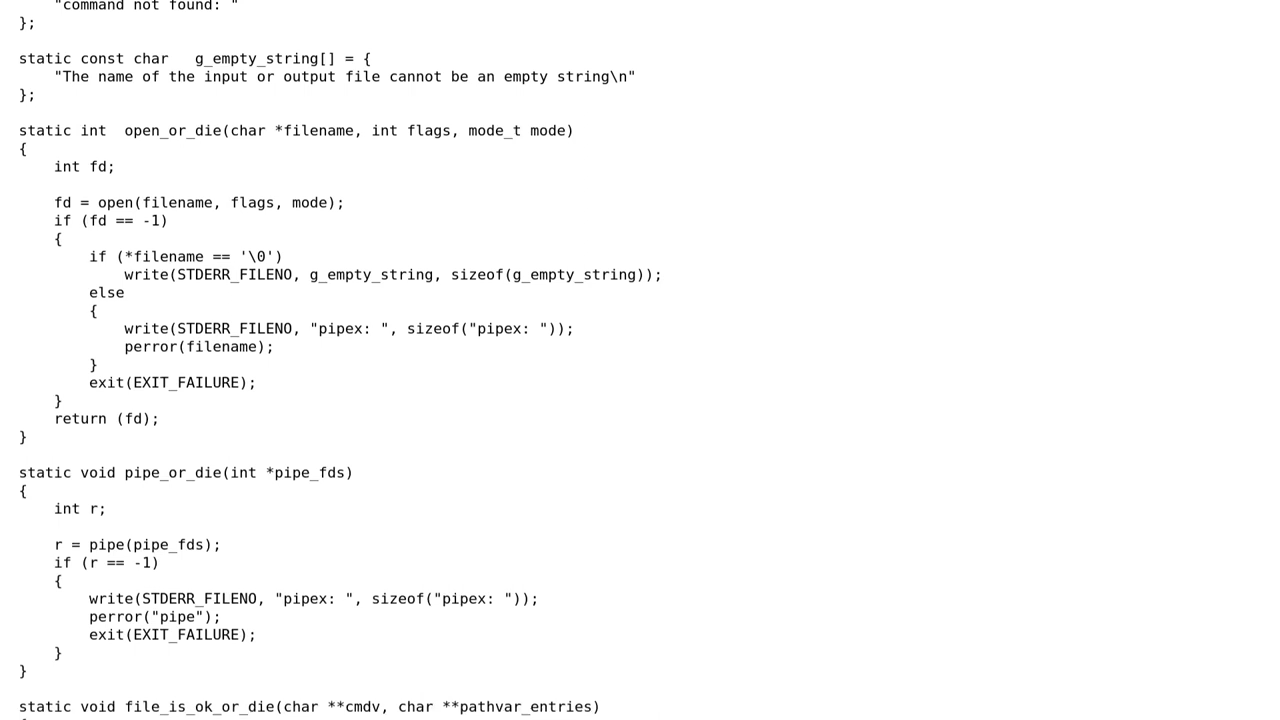 "command not found: "
};

static const char   g_empty_string[] = {
    "The name of the input or output file cannot be an empty string\n"
};

static int  open_or_die(char *filename, int flags, mode_t mode)
{
    int fd;

    fd = open(filename, flags, mode);
    if (fd == -1)
    {
        if (*filename == '\0')
            write(STDERR_FILENO, g_empty_string, sizeof(g_empty_string));
        else
        {
            write(STDERR_FILENO, "pipex: ", sizeof("pipex: "));
            perror(filename);
        }
        exit(EXIT_FAILURE);
    }
    return (fd);
}

static void pipe_or_die(int *pipe_fds)
{
    int r;

    r = pipe(pipe_fds);
    if (r == -1)
    {
        write(STDERR_FILENO, "pipex: ", sizeof("pipex: "));
        perror("pipe");
        exit(EXIT_FAILURE);
    }
}

static void file_is_ok_or_die(char **cmdv, char **pathvar_entries)